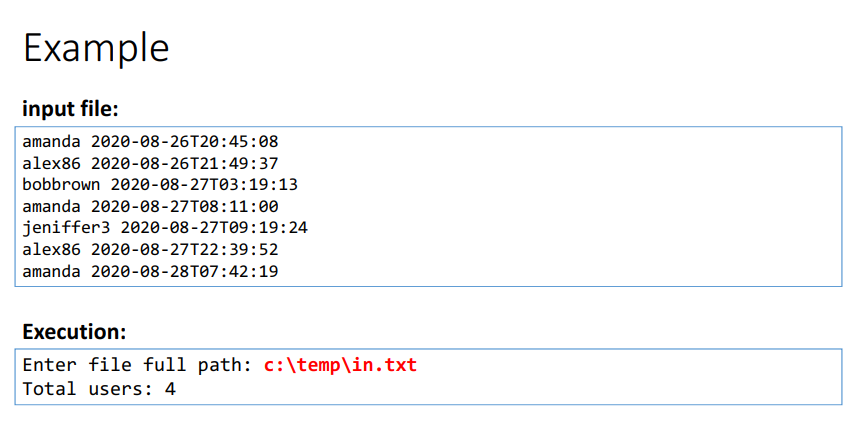 Example
input file:
amanda 2020-08-26T20:45:08
alex86 2020-08-26T21:49:37
bobbrown 2020-08-27T03:19:13
amanda 2020-08-27T08:11:00
jeniffer3 2020-08-27T09:19:24
alex86 2020-08-27T22:39:52
amanda 2020-08-28T07:42:19
Execution:
Enter file full path: c:\temp\in.txt
Total users: 4